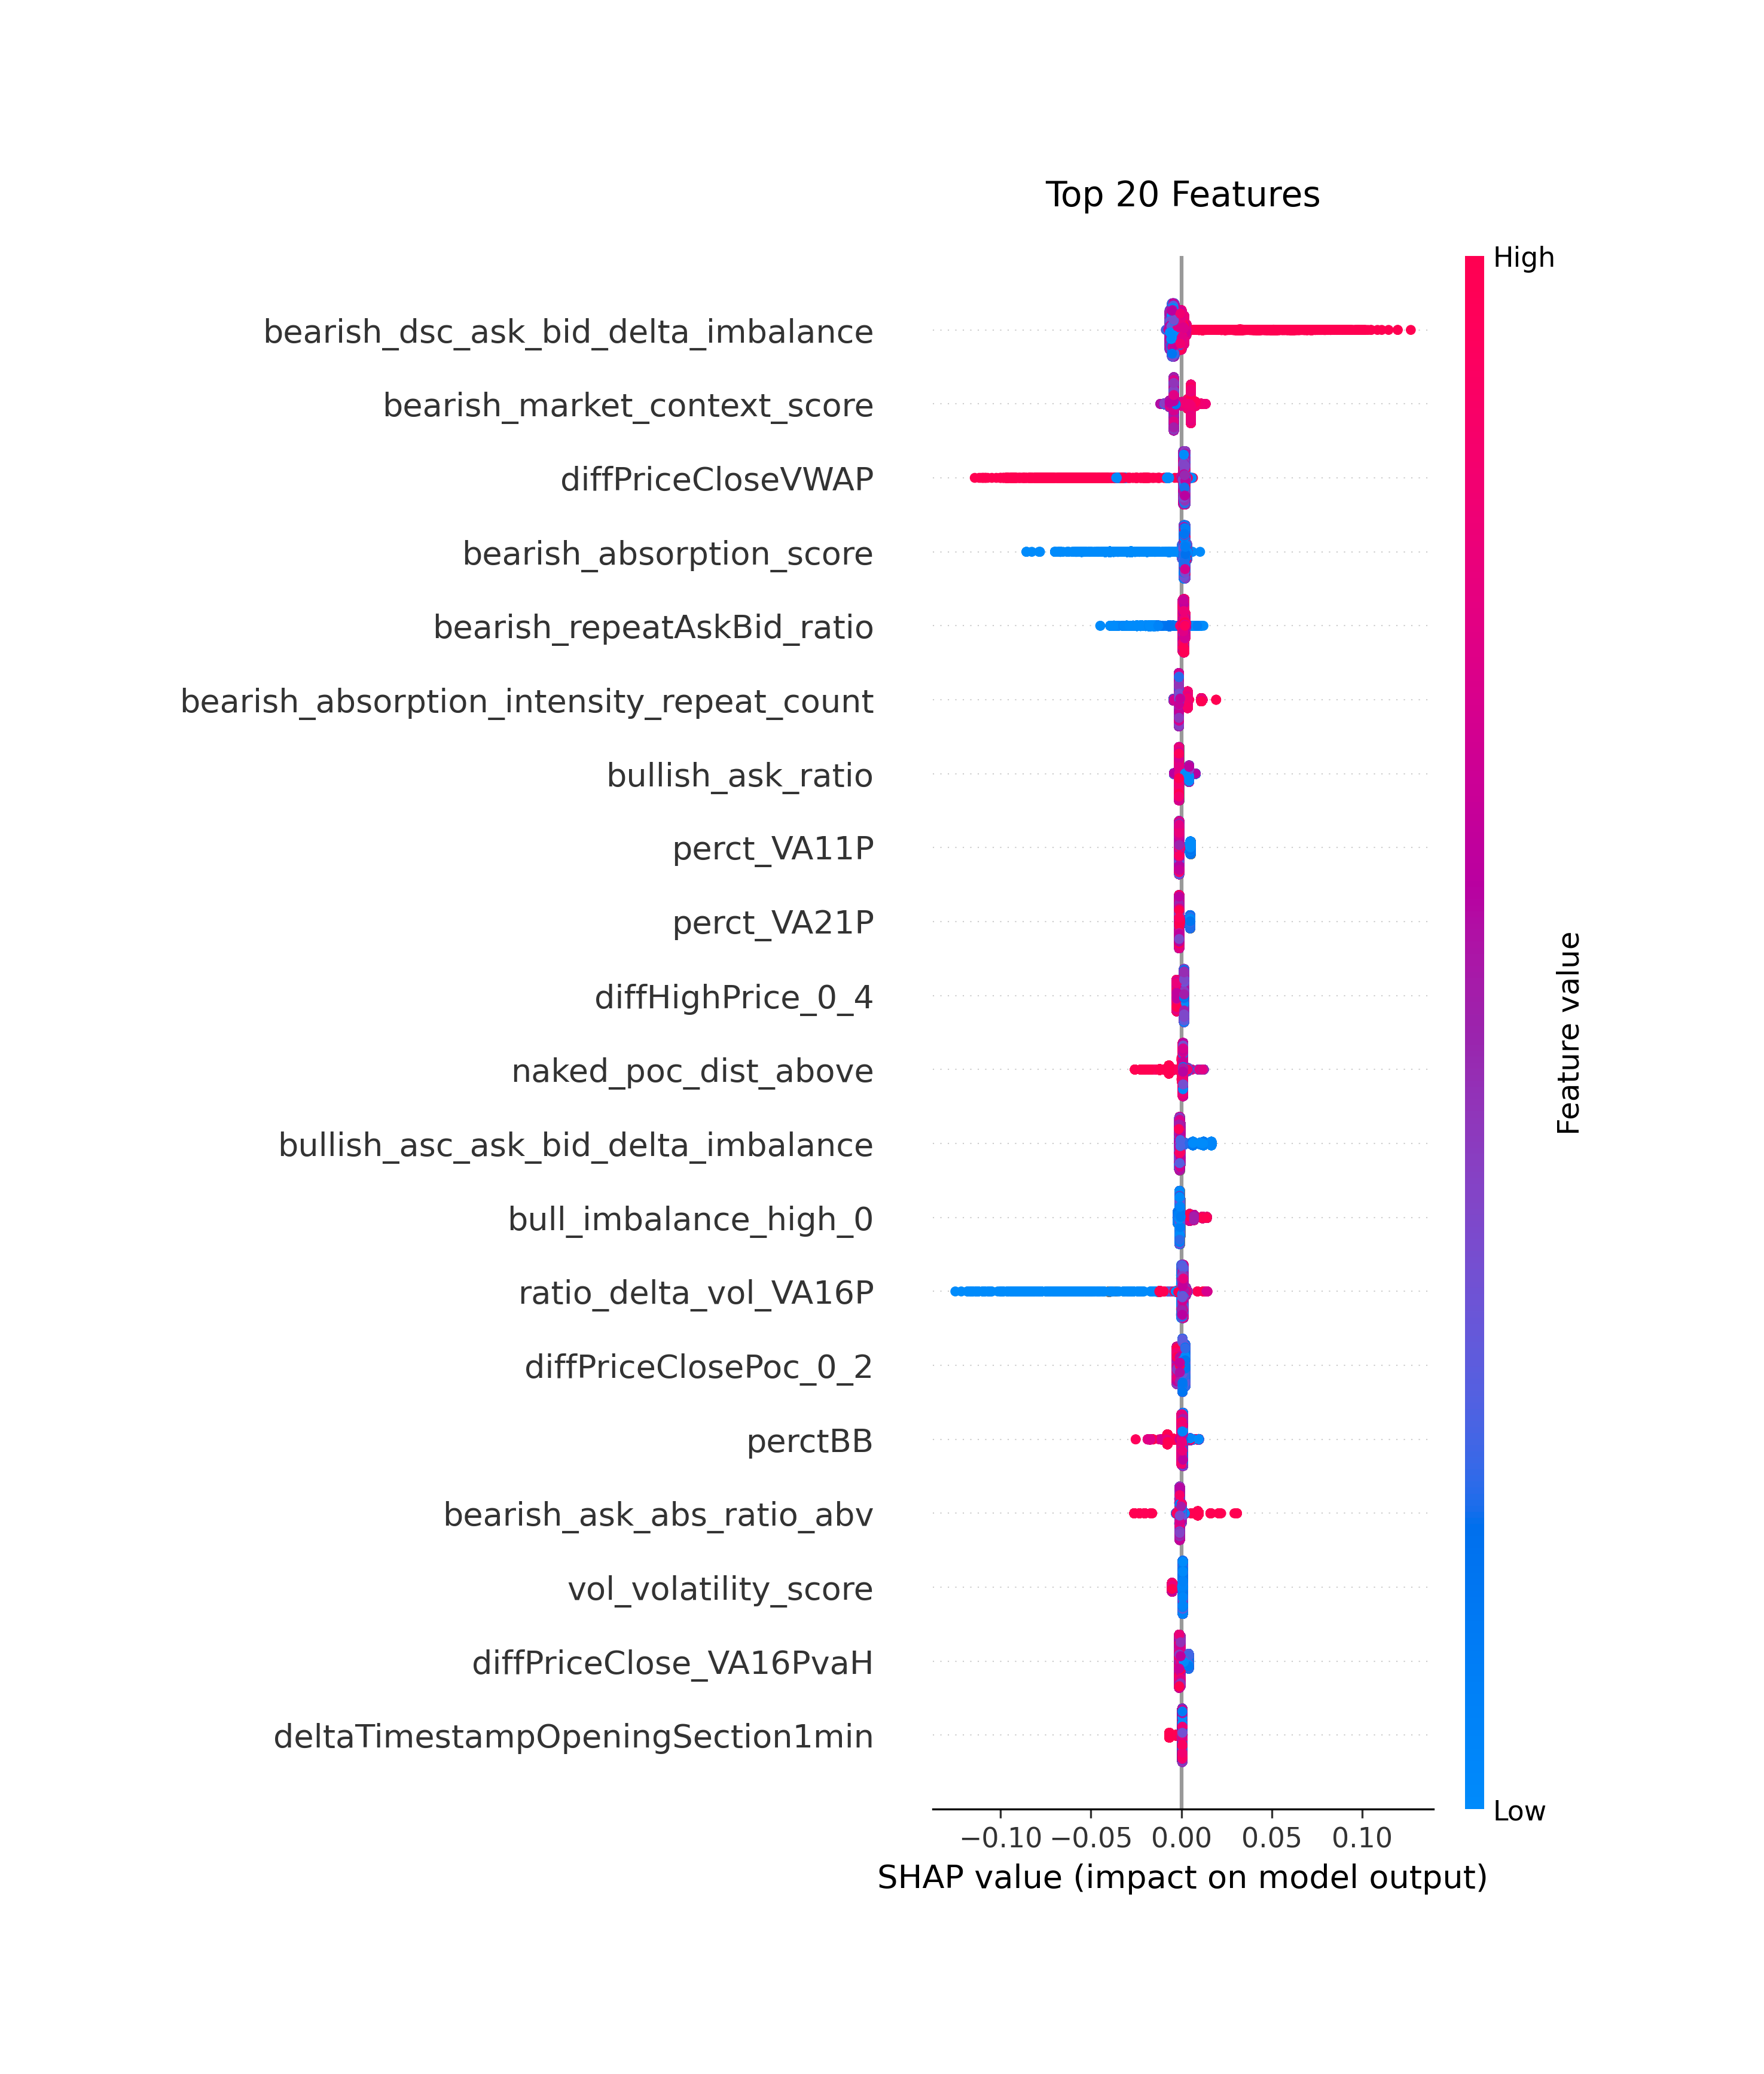 Top 20 Features
High
bearish_dsc_ask_bid_delta_imbalance
bearish_market_context_score
diffPriceCloseVWAP
bearish_absorption_score
bearish_repeatAskBid_ratio
bearish_absorption_intensity_repeat_count
bullish_ask_ratio
perct_VA11P
perct_VA21P
diffHighPrice_0_4
naked_poc_dist_above
bullish_asc_ask_bid_delta_imbalance
bull_imbalance_high_0
ratio_delta_vol_VA16P
diffPriceClosePoc_0_2
perctBB
bearish_ask_abs_ratio_abv
vol_volatility_score
diffPriceClose_VA16PvaH
deltaTimestampOpeningSection1min
Feature value
Low
−0.10 −0.05 0.00 0.05 0.10
SHAP value (impact on model output)